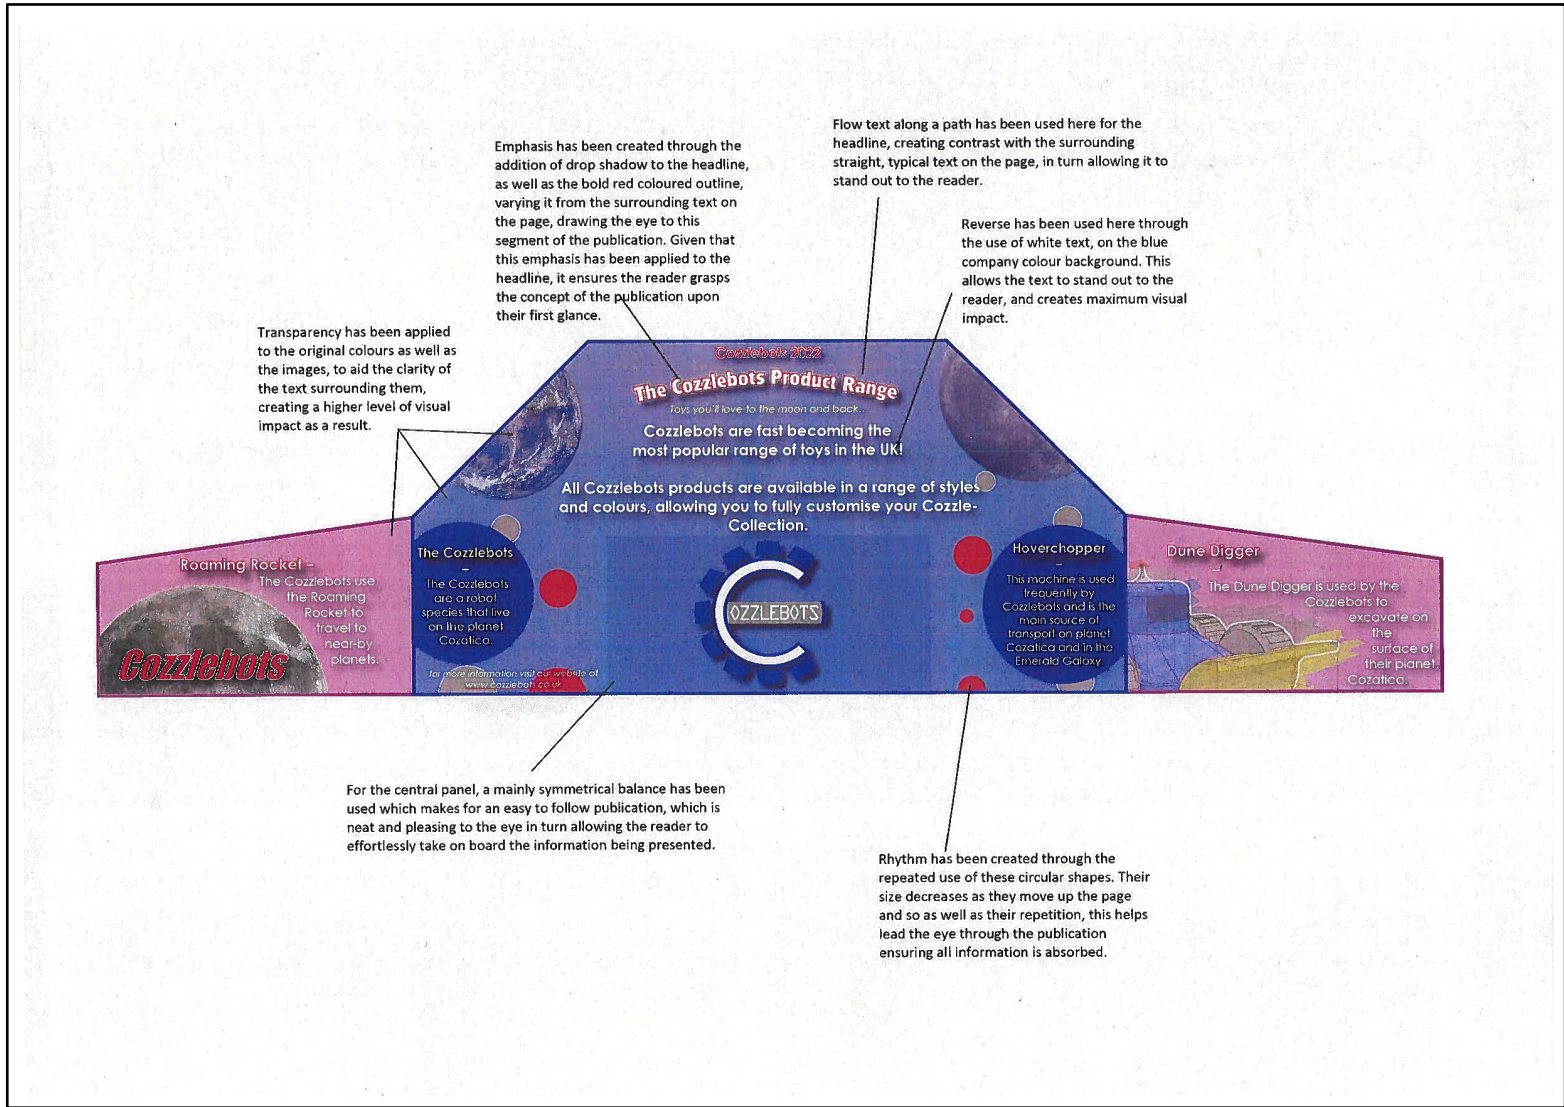 Flow text along a path has been used here for the
headline, creating contrast with the surrounding
straight, typical text on the page, in turn allowing it to
stand out to the reader.
Emphasis has been created through the
addition of drop shadow to the headline,
as well as the bold red coloured outline,
varying it from the surrounding text on
the page, drawing the eye to this
segment of the publication. Given that
this emphasis has been applied to the
headline, it ensures the reader grasps
the concept of the publication upon
their first glance.
Reverse has been used here through
the use of white text, on the blue
company colour background. This
allows the text to stand out to the
reader, and creates maximum visual
impact.
Transparency has been applied
to the original colours as well as
the images, to aid the clarity of
the text surrounding them,
creating a higher level of visual
impact as a result.
Cozzlebots 2022
The Cozzlebots Product Range
Toys you'll love to the moon and back..
Cozzlebots are fast becoming the
most popular range of toys in the UK!
All Cozzlebots products are available in a range of styles
and colours, allowing you to fully customise your Cozzle-
Collection.
Roaming Rocket –
The Cozzlebots use
the Roaming
Rocket to
travel to
near-by
planets.
Cozzlebots
The Cozzlebots
–
The Cozzlebots
are a robot
species that live
on the planet
Cozatica.
for more information visit our website at
www.cozzlebots.co.uk
COZZLEBOTS
Hoverchopper
–
This machine is used
frequently by
Cozzlebots and is the
main source of
transport on planet
Cozatica and in the
Emerald Galaxy
Dune Digger
–
The Dune Digger is used by the
Cozzlebots to
excavate on
the
surface of
their planet,
Cozatica.
For the central panel, a mainly symmetrical balance has been
used which makes for an easy to follow publication, which is
neat and pleasing to the eye in turn allowing the reader to
effortlessly take on board the information being presented.
Rhythm has been created through the
repeated use of these circular shapes. Their
size decreases as they move up the page
and so as well as their repetition, this helps
lead the eye through the publication
ensuring all information is absorbed.